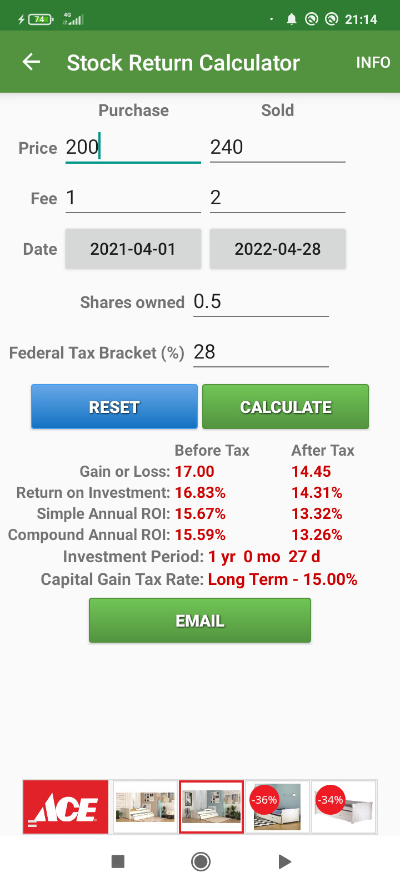 74 4G 21:14
Stock Return Calculator INFO
Purchase Sold
Price 200 240
Fee 1 2
Date 2021-04-01 2022-04-28
Shares owned 0.5
Federal Tax Bracket (%) 28
RESET CALCULATE
Before Tax After Tax
Gain or Loss: 17.00 14.45
Return on Investment: 16.83% 14.31%
Simple Annual ROI: 15.67% 13.32%
Compound Annual ROI: 15.59% 13.26%
Investment Period: 1 yr 0 mo 27 d
Capital Gain Tax Rate: Long Term - 15.00%
EMAIL
ACE -36% -34%